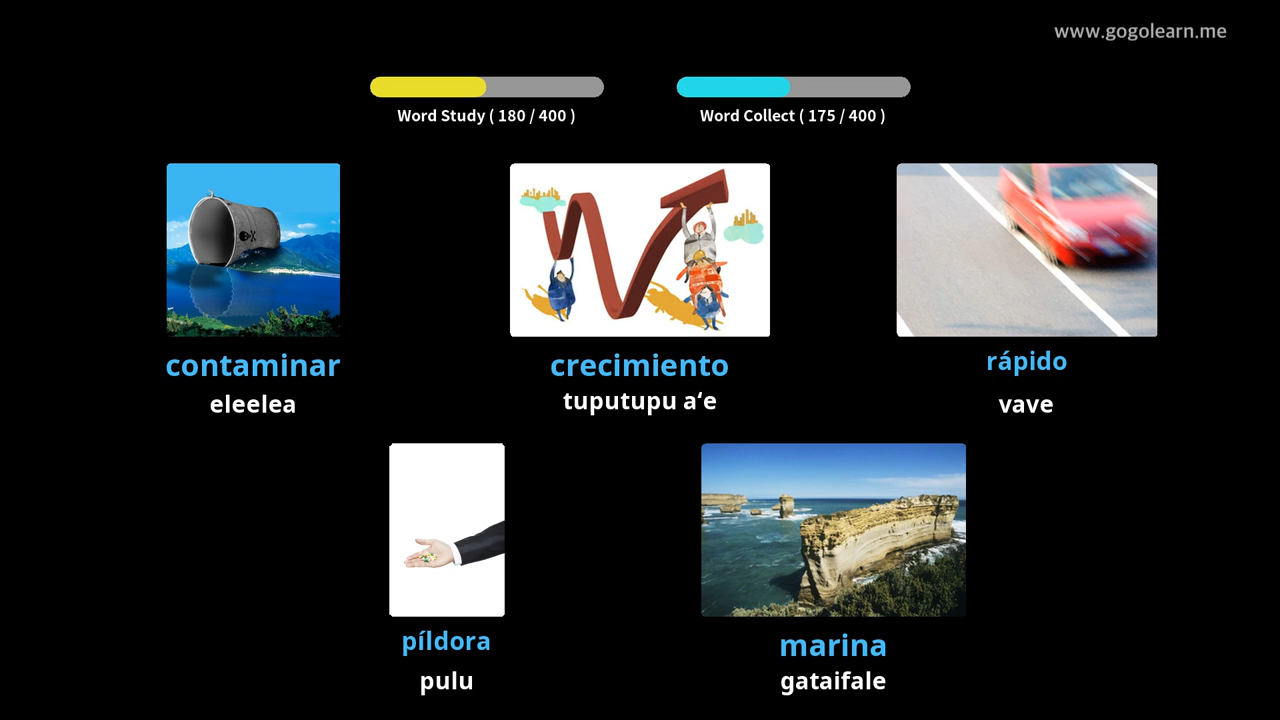 www.gogolearn.me
Word Study ( 180 / 400 )
Word Collect ( 175 / 400 )
contaminar
eleelea
crecimiento
tuputupu aʻe
rápido
vave
píldora
pulu
marina
gataifale